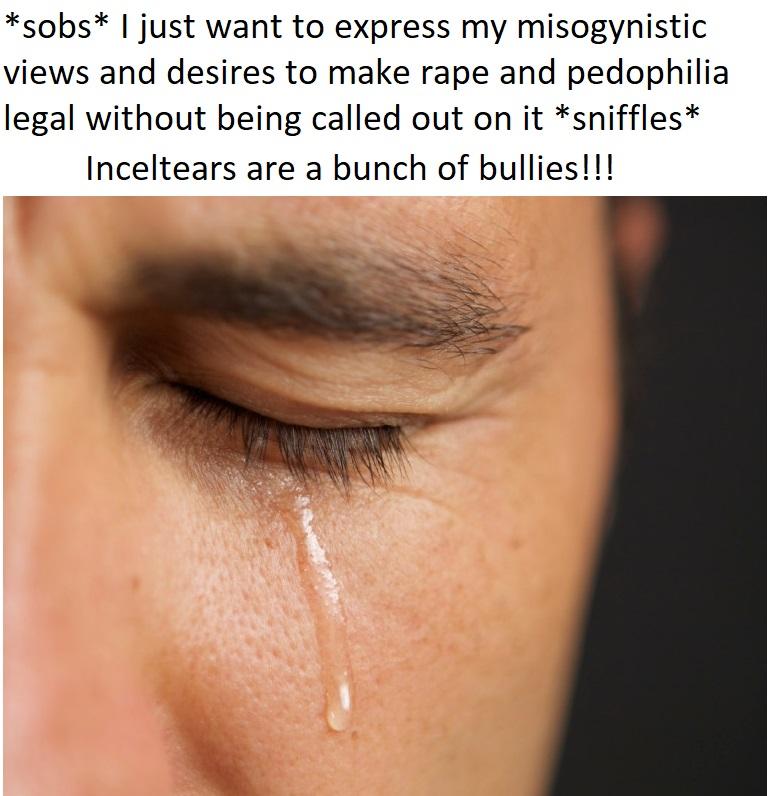 *sobs* I just want to express my misogynistic
views and desires to make rape and pedophilia
legal without being called out on it *sniffles*
Inceltears are a bunch of bullies!!!